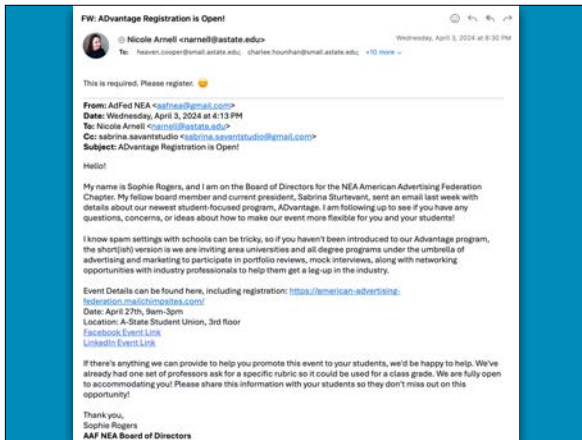 FW: ADvantage Registration is Open!
Nicole Arnell <narnell@astate.edu>
Wednesday, April 3, 2024 at 8:30 PM
To: heaven.cooper@smail.astate.edu; charlee.hounihan@smail.astate.edu; +10 more
This is required. Please register. 😊
From: AdFed NEA <aafnea@gmail.com>
Date: Wednesday, April 3, 2024 at 4:13 PM
To: Nicole Arnell <narnell@astate.edu>
Cc: sabrina.savantstudio <sabrina.savantstudio@gmail.com>
Subject: ADvantage Registration is Open!
Hello!
My name is Sophie Rogers, and I am on the Board of Directors for the NEA American Advertising Federation
Chapter. My fellow board member and current president, Sabrina Sturtevant, sent an email last week with
details about our newest student-focused program, ADvantage. I am following up to see if you have any
questions, concerns, or ideas about how to make our event more flexible for you and your students!
I know spam settings with schools can be tricky, so if you haven't been introduced to our Advantage program,
the short(ish) version is we are inviting area universities and all degree programs under the umbrella of
advertising and marketing to participate in portfolio reviews, mock interviews, along with networking
opportunities with industry professionals to help them get a leg-up in the industry.
Event Details can be found here, including registration: https://american-advertising-
federation.mailchimpsites.com/
Date: April 27th, 9am-3pm
Location: A-State Student Union, 3rd floor
Facebook Event Link
LinkedIn Event Link
If there's anything we can provide to help you promote this event to your students, we'd be happy to help. We've
already had one set of professors ask for a specific rubric so it could be used for a class grade. We are fully open
to accommodating you! Please share this information with your students so they don't miss out on this
opportunity!
Thank you,
Sophie Rogers
AAF NEA Board of Directors